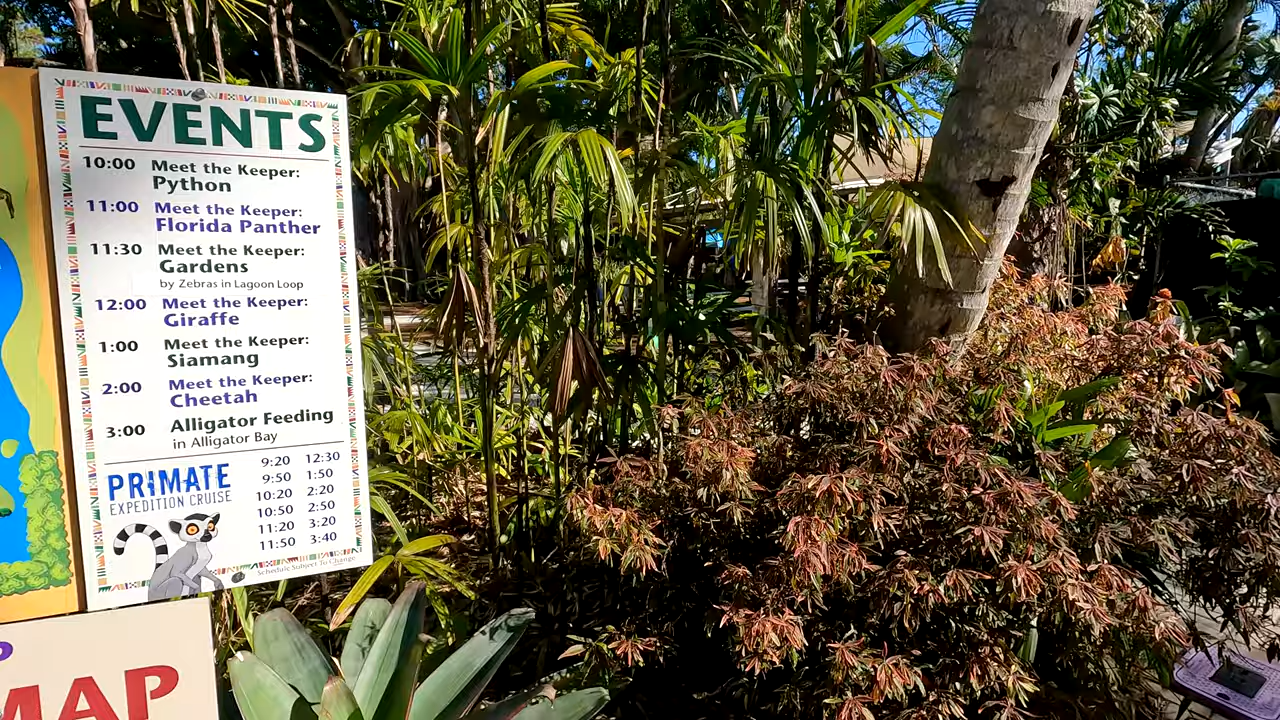 EVENTS
10:00 Meet the Keeper:
Python
11:00 Meet the Keeper:
Florida Panther
11:30 Meet the Keeper:
Gardens
by Zebras in Lagoon Loop
12:00 Meet the Keeper:
Giraffe
1:00 Meet the Keeper:
Siamang
2:00 Meet the Keeper:
Cheetah
3:00 Alligator Feeding
in Alligator Bay
PRIMATE
EXPEDITION CRUISE
9:20 12:30
9:50 1:50
10:20 2:20
10:50 2:50
11:20 3:20
11:50 3:40
Schedule Subject To Change
MAP